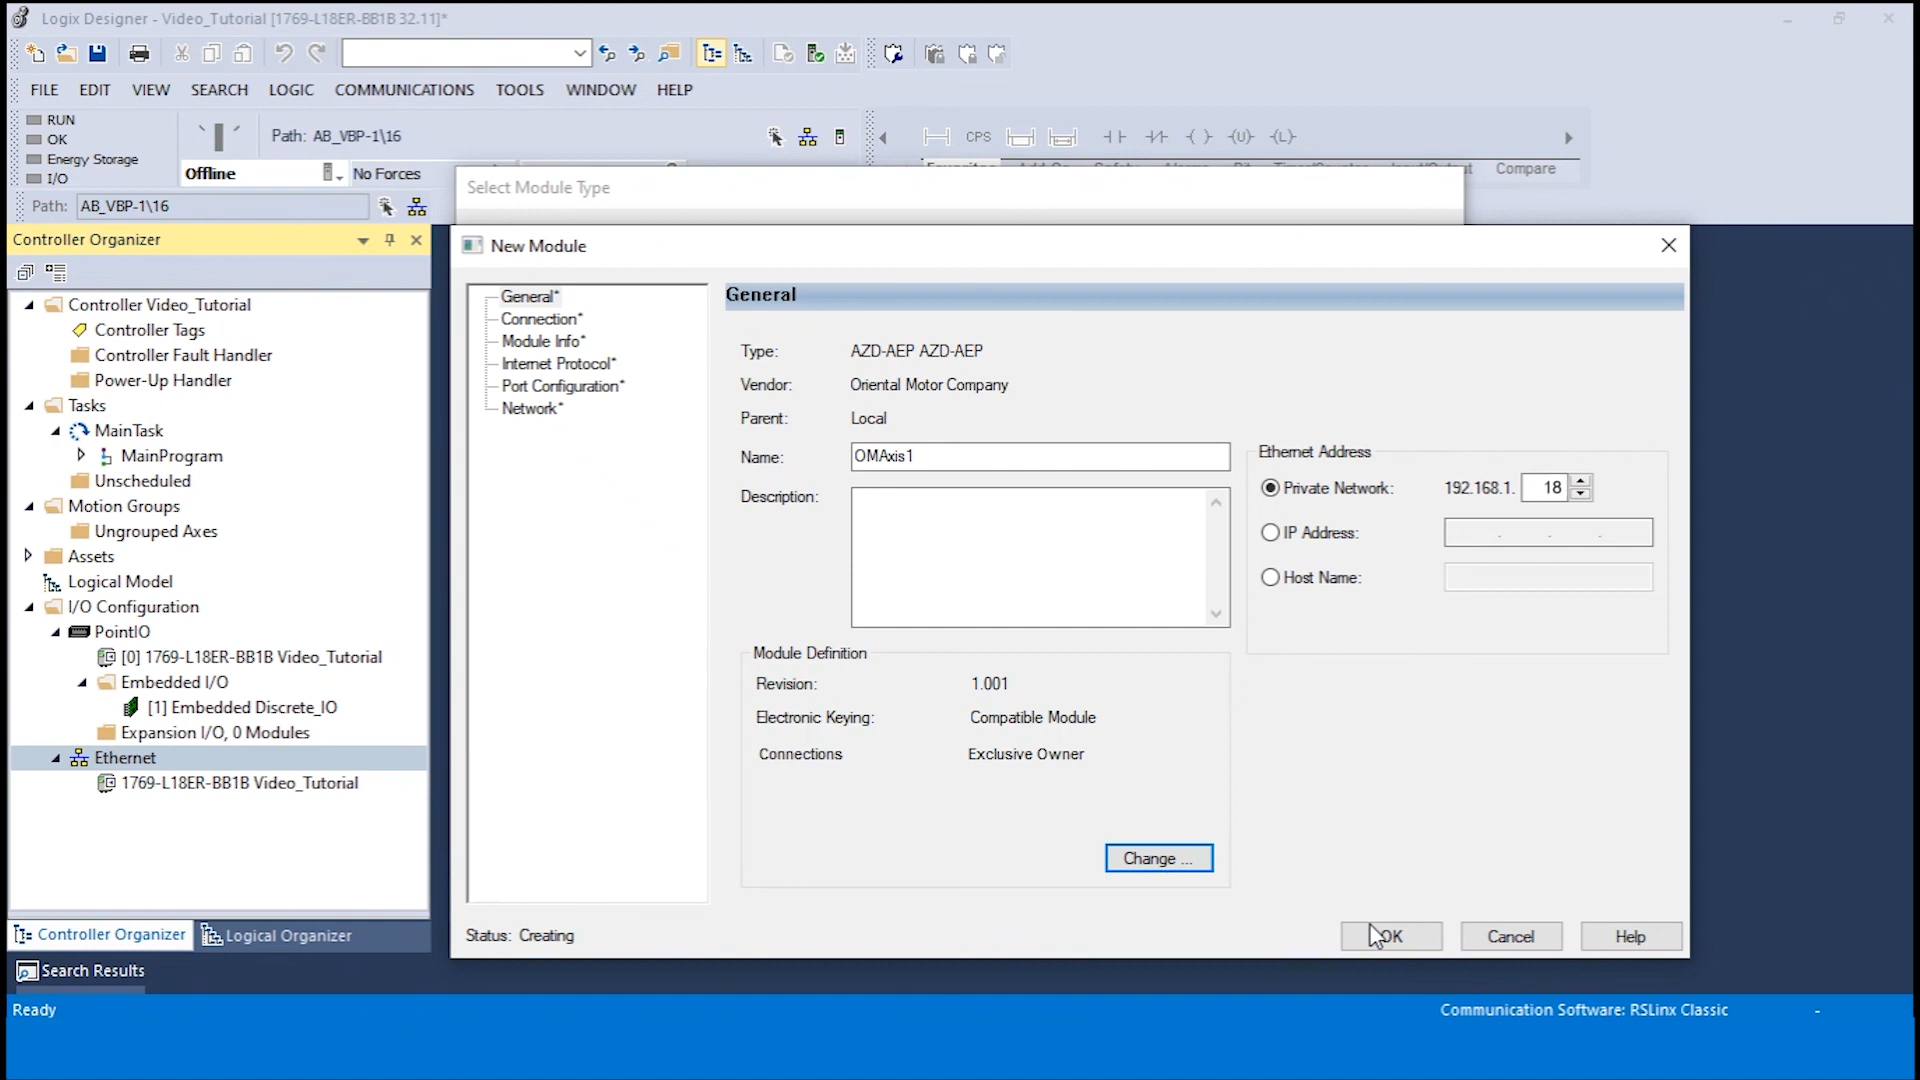 Logix Designer - Video_Tutorial [1769-L18ER-BB1B 32.11]*
FILE EDIT VIEW SEARCH LOGIC COMMUNICATIONS TOOLS WINDOW HELP
RUN
OK
Energy Storage
I/O
Path: AB_VBP-1\16
Offline
No Forces
CPS
Compare
Path: AB_VBP-1\16
Controller Organizer
Controller Video_Tutorial
Controller Tags
Controller Fault Handler
Power-Up Handler
Tasks
MainTask
MainProgram
Unscheduled
Motion Groups
Ungrouped Axes
Assets
Logical Model
I/O Configuration
PointIO
[0] 1769-L18ER-BB1B Video_Tutorial
Embedded I/O
[1] Embedded Discrete_IO
Expansion I/O, 0 Modules
Ethernet
1769-L18ER-BB1B Video_Tutorial
Controller Organizer
Logical Organizer
Search Results
Select Module Type
New Module
General*
Connection*
Module Info*
Internet Protocol*
Port Configuration*
Network*
General
Type: AZD-AEP AZD-AEP
Vendor: Oriental Motor Company
Parent: Local
Name: OMAxis1
Description:
Ethernet Address
Private Network: 192.168.1. 18
IP Address:
Host Name:
Module Definition
Revision: 1.001
Electronic Keying: Compatible Module
Connections Exclusive Owner
Change ...
Status: Creating
OK Cancel Help
Ready
Communication Software: RSLinx Classic